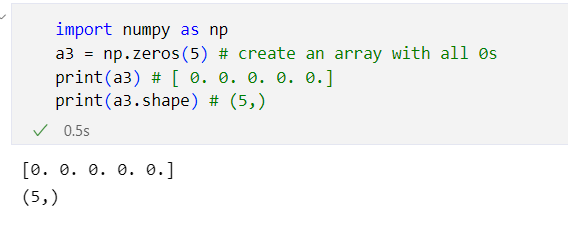 import numpy as np
a3 = np.zeros(5) # create an array with all 0s
print(a3) # [ 0. 0. 0. 0. 0.]
print(a3.shape) # (5,)
0.5s
[0. 0. 0. 0. 0.]
(5,)